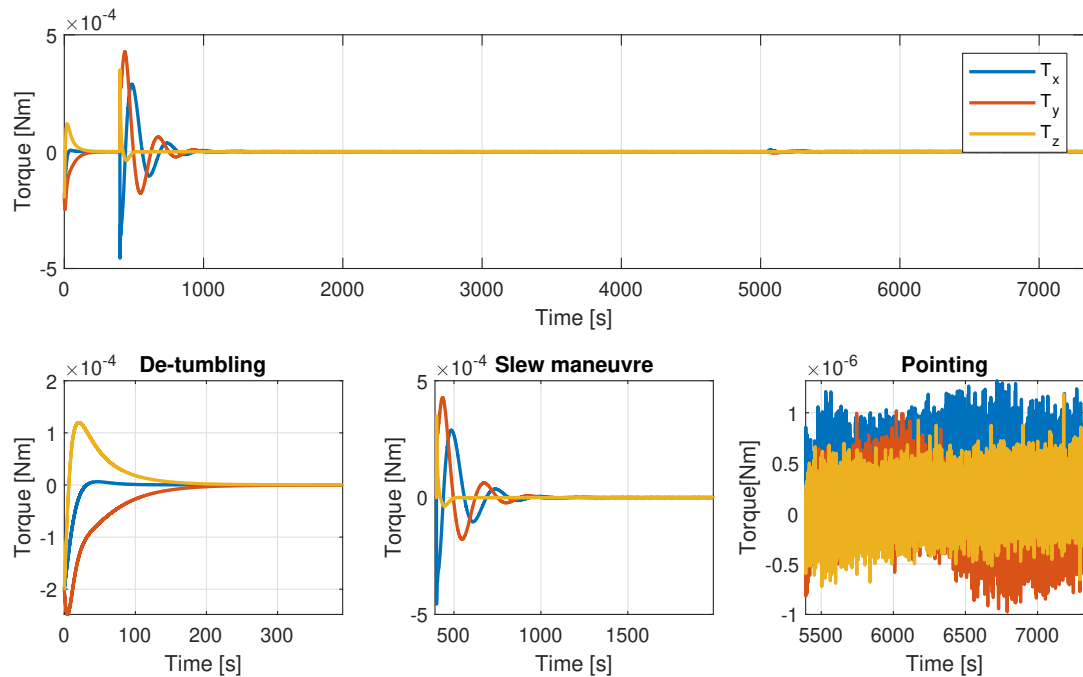 ×10^-4
5
0
-5
Torque [Nm]
0 1000 2000 3000 4000 5000 6000 7000
Time [s]
T_x
T_y
T_z
De-tumbling
×10^-4
2
1
0
-1
-2
Torque [Nm]
0 100 200 300
Time [s]
Slew maneuvre
×10^-4
5
0
-5
Torque [Nm]
500 1000 1500
Time [s]
Pointing
×10^-6
1
0.5
0
-0.5
-1
Torque[Nm]
5500 6000 6500 7000
Time [s]